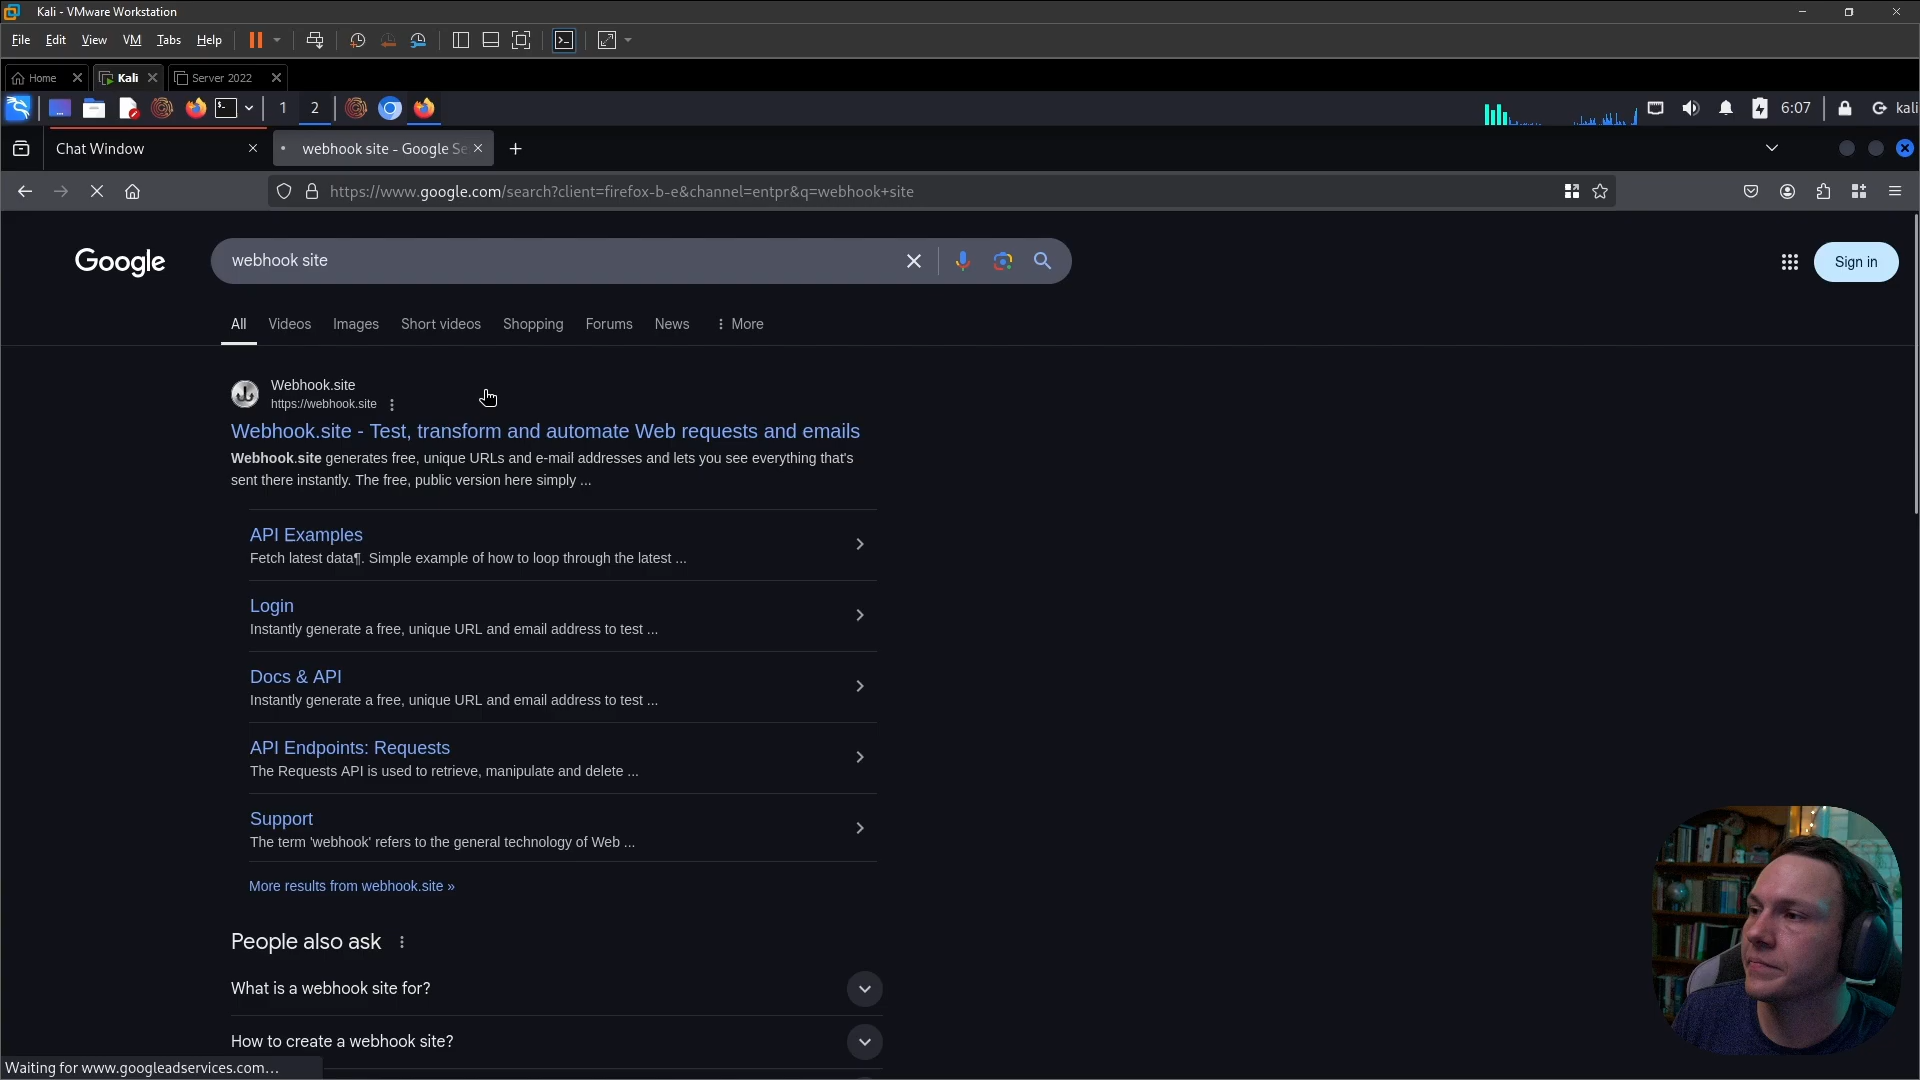 Kali - VMware Workstation
File Edit View VM Tabs Help
Home Kali Server 2022
1 2 6:07 kali
Chat Window webhook site - Google Se
https://www.google.com/search?client=firefox-b-e&channel=entpr&q=webhook+site
Google webhook site Sign in
All Videos Images Short videos Shopping Forums News More
Webhook.site
https://webhook.site
Webhook.site - Test, transform and automate Web requests and emails
Webhook.site generates free, unique URLs and e-mail addresses and lets you see everything that's
sent there instantly. The free, public version here simply ...
API Examples
Fetch latest data¶. Simple example of how to loop through the latest ...
Login
Instantly generate a free, unique URL and email address to test ...
Docs & API
Instantly generate a free, unique URL and email address to test ...
API Endpoints: Requests
The Requests API is used to retrieve, manipulate and delete ...
Support
The term 'webhook' refers to the general technology of Web ...
More results from webhook.site »
People also ask
What is a webhook site for?
How to create a webhook site?
Waiting for www.googleadservices.com...